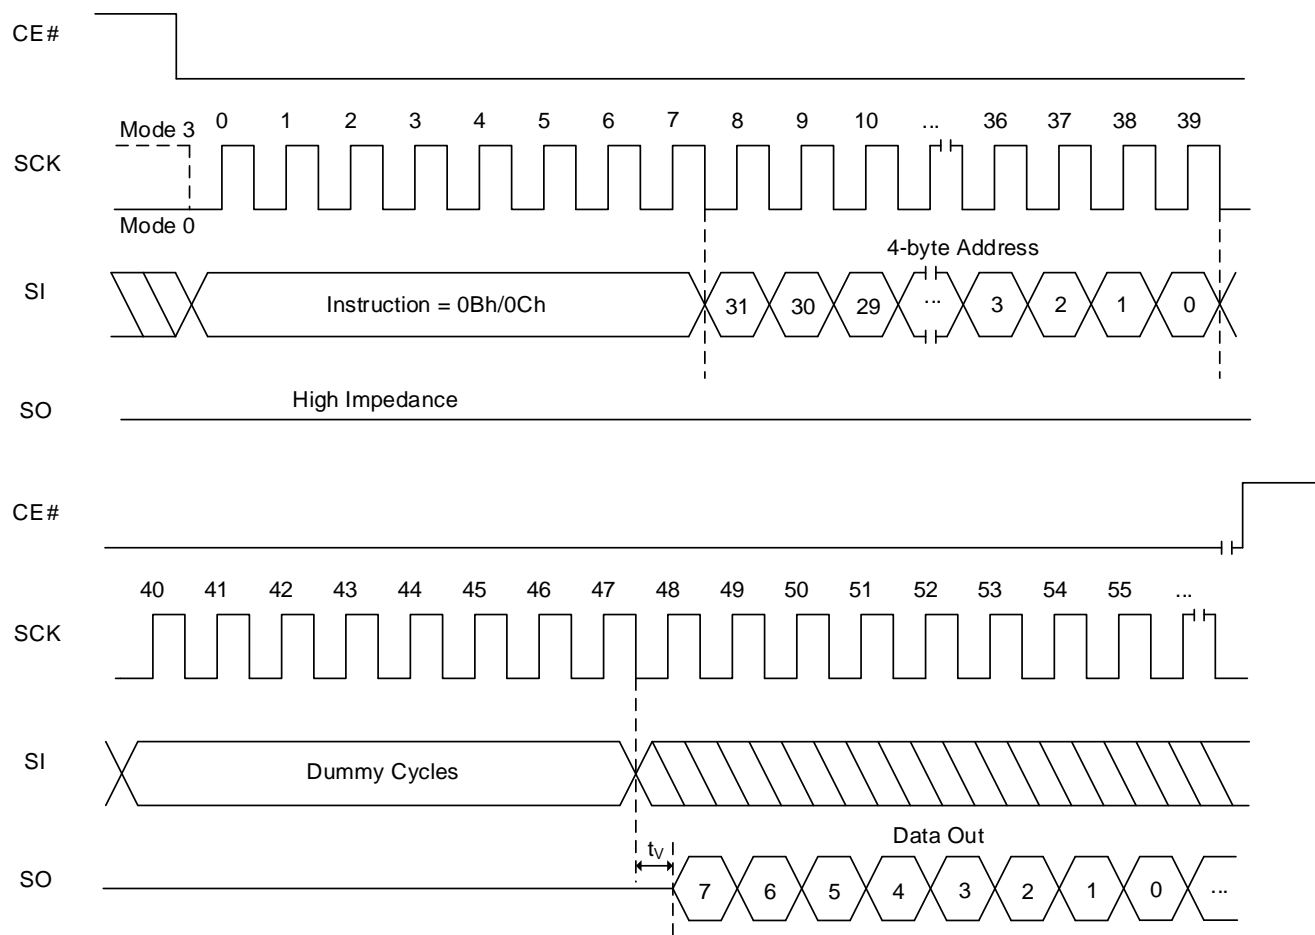 CE#
Mode 3 0 1 2 3 4 5 6 7 8 9 10 ... 36 37 38 39
SCK
Mode 0
4-byte Address
SI Instruction = 0Bh/0Ch 31 30 29 ... 3 2 1 0
High Impedance
SO
CE#
40 41 42 43 44 45 46 47 48 49 50 51 52 53 54 55 ...
SCK
SI Dummy Cycles
Data Out
tV
SO 7 6 5 4 3 2 1 0 ...